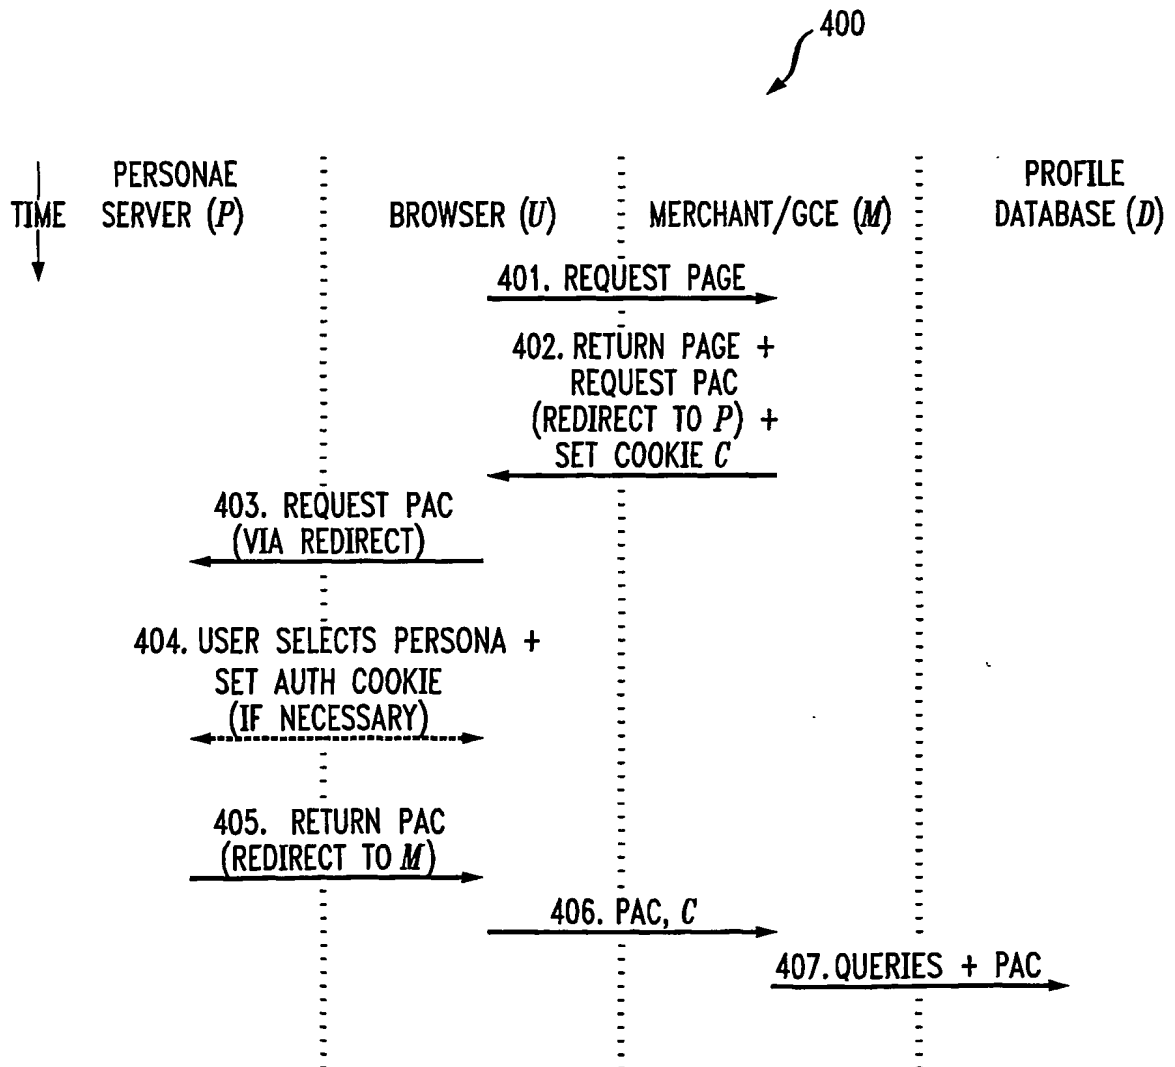 400
TIME
PERSONAE
SERVER (P)
BROWSER (U)
MERCHANT/GCE (M)
PROFILE
DATABASE (D)
401. REQUEST PAGE
402. RETURN PAGE +
REQUEST PAC
(REDIRECT TO P) +
SET COOKIE C
403. REQUEST PAC
(VIA REDIRECT)
404. USER SELECTS PERSONA +
SET AUTH COOKIE
(IF NECESSARY)
405. RETURN PAC
(REDIRECT TO M)
406. PAC, C
407. QUERIES + PAC